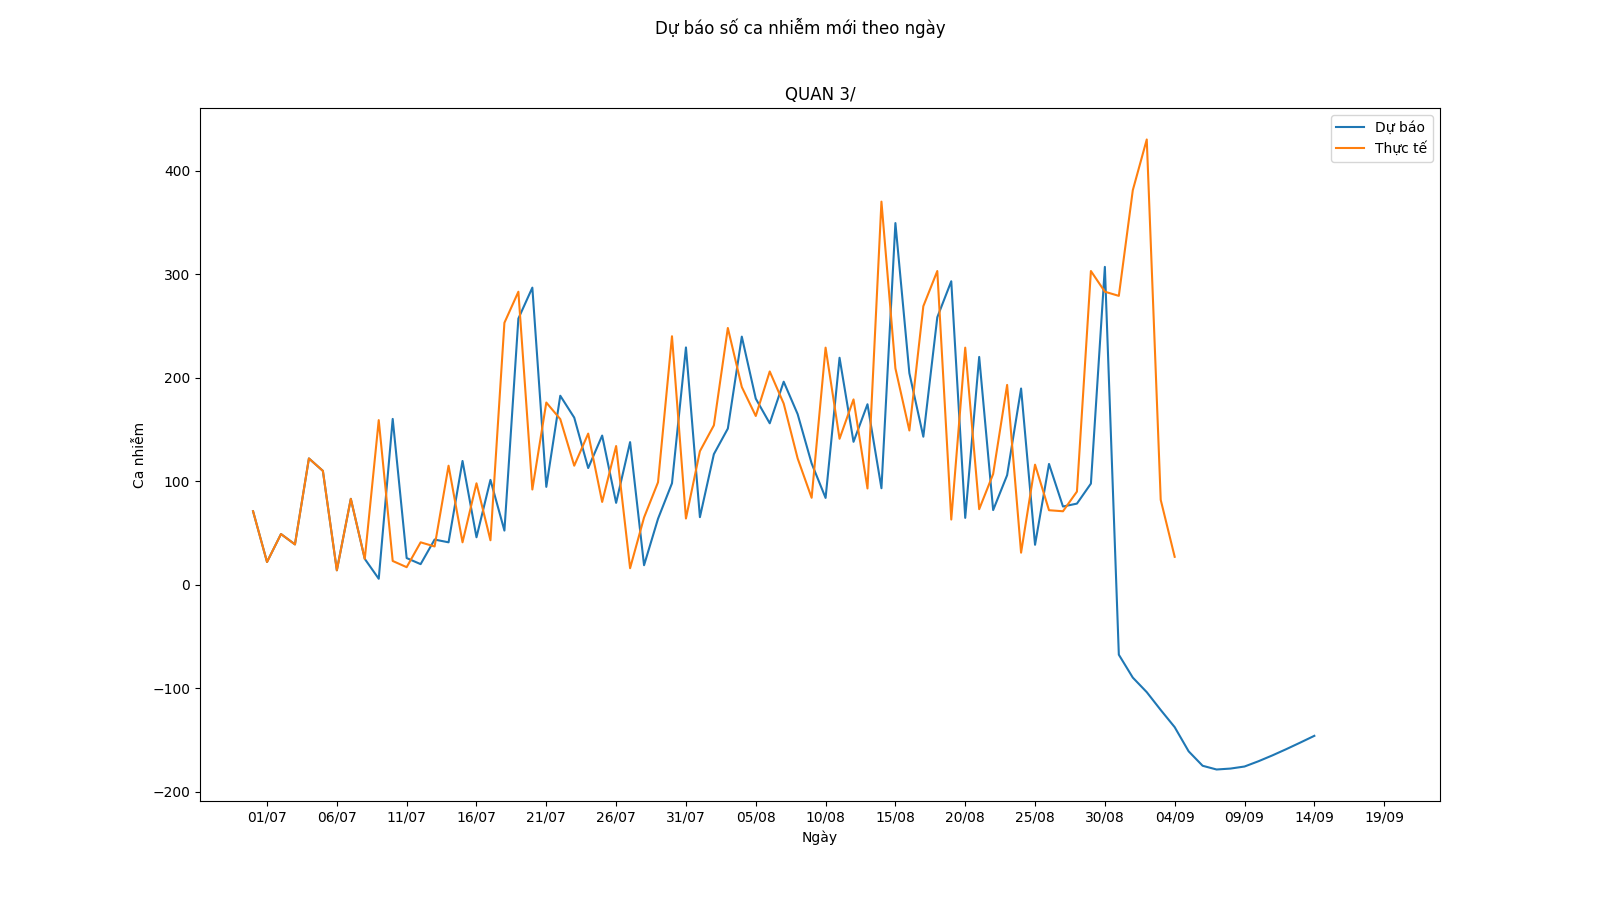 Dự báo số ca nhiễm mới theo ngày
QUAN 3/
Dự báo
Thực tế
400
300
200
100
0
−100
−200
Ca nhiễm
01/07 06/07 11/07 16/07 21/07 26/07 31/07 05/08 10/08 15/08 20/08 25/08 30/08 04/09 09/09 14/09 19/09
Ngày